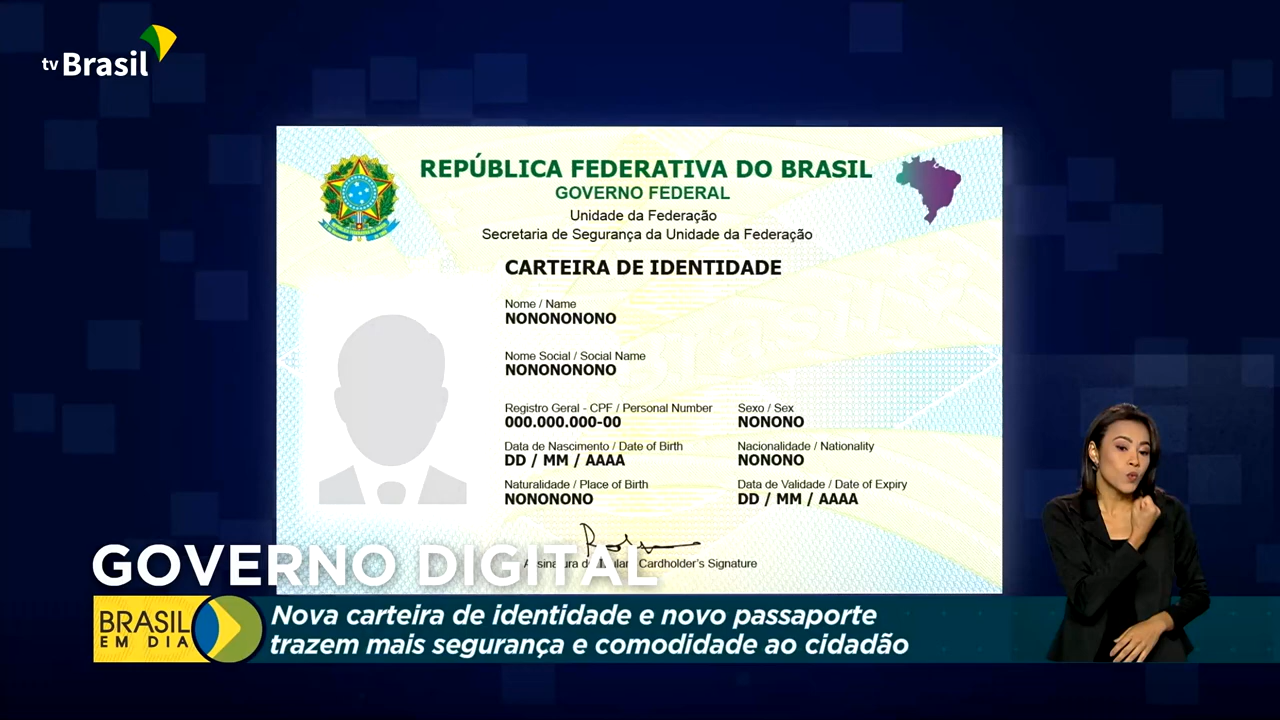 tv Brasil
REPÚBLICA FEDERATIVA DO BRASIL
GOVERNO FEDERAL
Unidade da Federação
Secretaria de Segurança da Unidade da Federação
CARTEIRA DE IDENTIDADE
Nome / Name
NONONONONO
Nome Social / Social Name
NONONONONO
Registro Geral - CPF / Personal Number
000.000.000-00
Sexo / Sex
NONONO
Data de Nascimento / Date of Birth
DD / MM / AAAA
Nacionalidade / Nationality
NONONO
Naturalidade / Place of Birth
NONONONO
Data de Validade / Date of Expiry
DD / MM / AAAA
Cardholder's Signature
GOVERNO DIGITAL
BRASIL
EM DIA
Nova carteira de identidade e novo passaporte
trazem mais segurança e comodidade ao cidadão